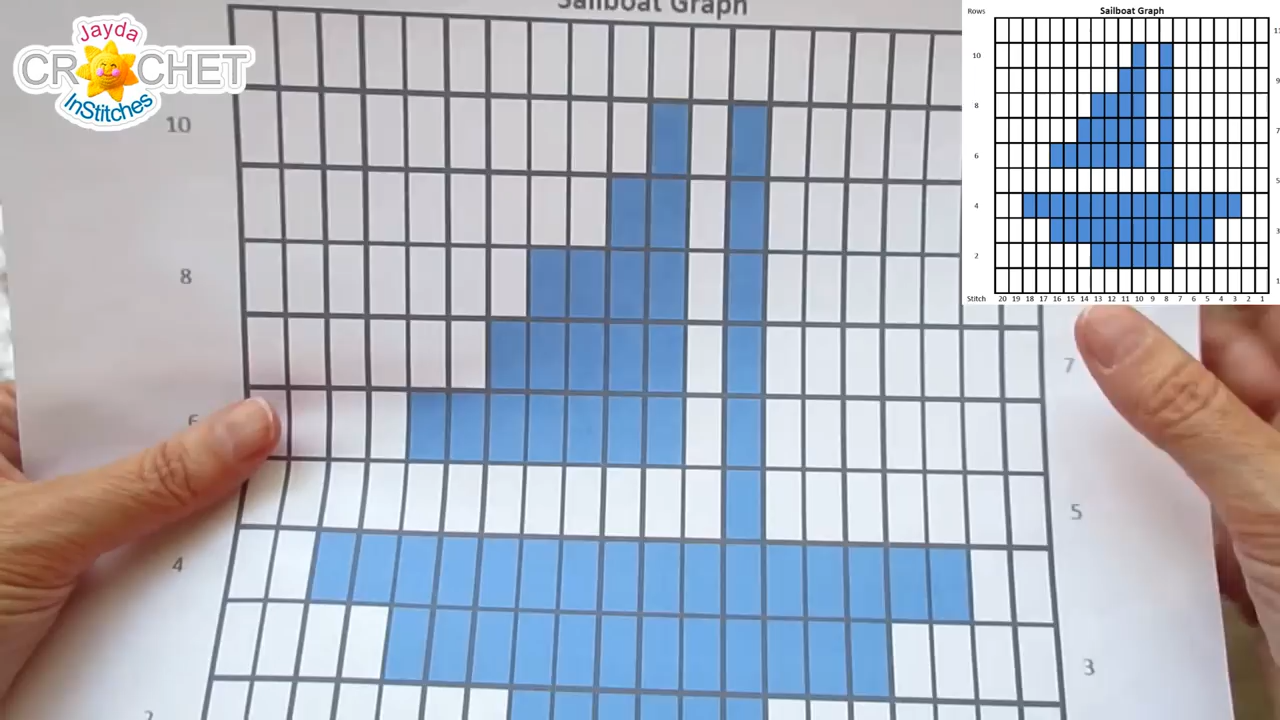 Sailboat Graph
Jayda
CROCHET
InStitches
10
8
7
6
5
4
3
2
Rows
Sailboat Graph
11
10
9
8
7
6
5
4
3
2
1
Stitch 20 19 18 17 16 15 14 13 12 11 10 9 8 7 6 5 4 3 2 1